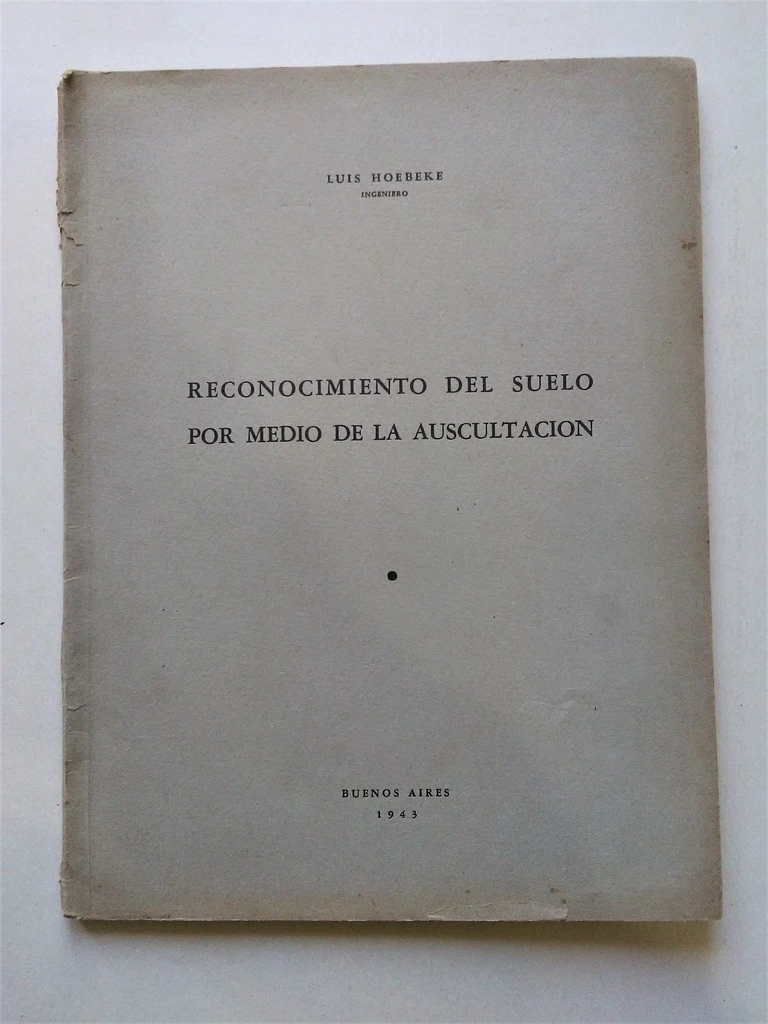 LUIS HOEBEKE
INGENIERO
RECONOCIMIENTO DEL SUELO
POR MEDIO DE LA AUSCULTACION
BUENOS AIRES
1943